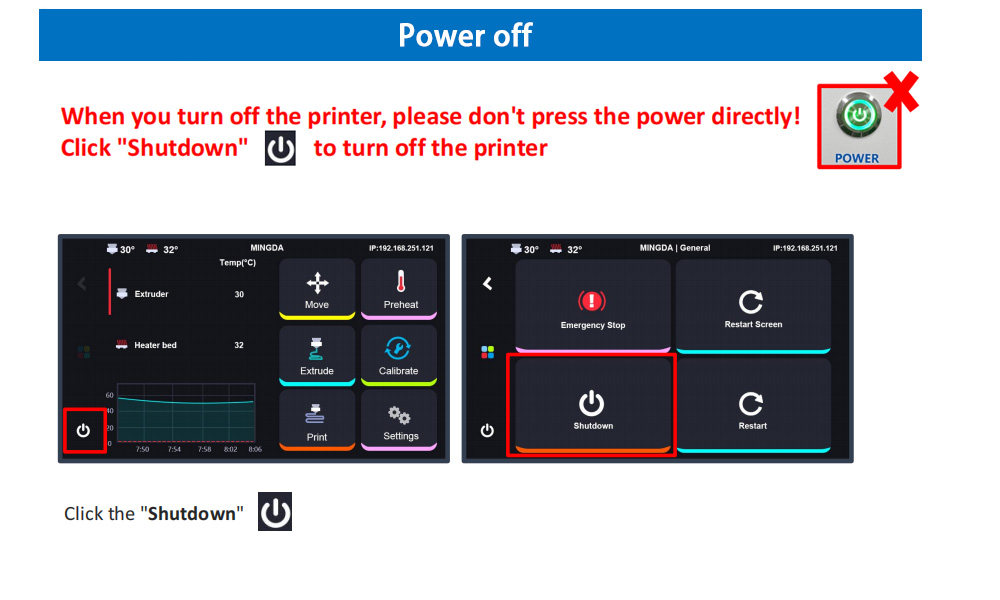 Power off
When you turn off the printer, please don't press the power directly!
Click "Shutdown" to turn off the printer
POWER
30° 32° MINGDA IP:192.168.251.121
Temp(°C)
Extruder 30
Heater bed 32
60
40
20
0
7:50 7:54 7:58 8:02 8:06
Move
Preheat
Extrude
Calibrate
Print
Settings
30° 32° MINGDA | General IP:192.168.251.121
Emergency Stop
Restart Screen
Shutdown
Restart
Click the "Shutdown"